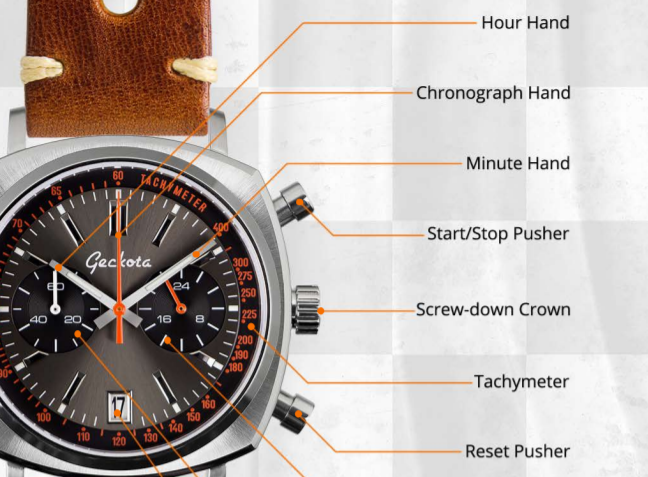 Hour Hand
Chronograph Hand
Minute Hand
Start/Stop Pusher
Screw-down Crown
Tachymeter
Reset Pusher
60
TACHYMETER
65
70
400
300
275
250
225
200
190
180
160
150
140
130
120
110
100
90
Geckota
60
40 20
24
16 8
17